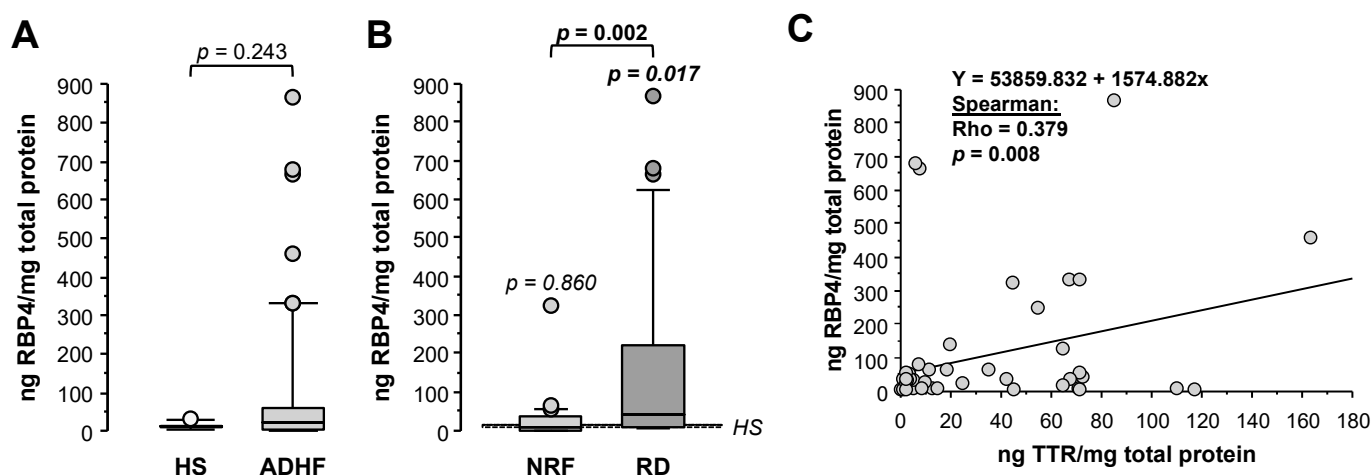 A
p = 0.243
ng RBP4/mg total protein
900
800
700
600
500
400
300
200
100
0
HS
ADHF
B
p = 0.002
p = 0.017
p = 0.860
ng RBP4/mg total protein
900
800
700
600
500
400
300
200
100
0
HS
NRF
RD
C
Y = 53859.832 + 1574.882x
Spearman:
Rho = 0.379
p = 0.008
ng RBP4/mg total protein
900
800
700
600
500
400
300
200
100
0
0 20 40 60 80 100 120 140 160 180
ng TTR/mg total protein